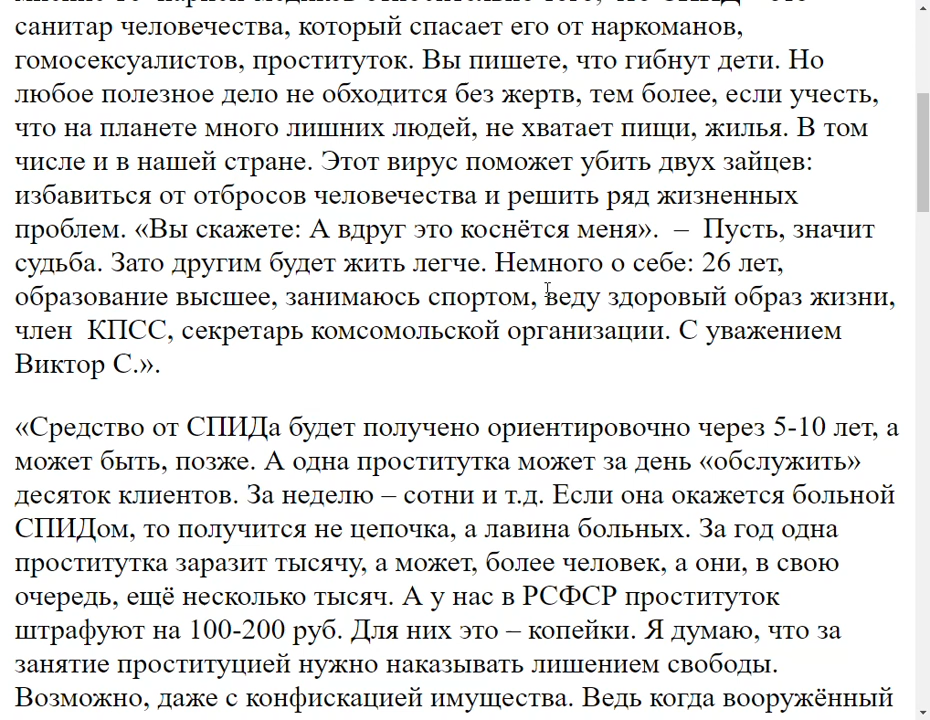 санитар человечества, который спасает его от наркоманов,
гомосексуалистов, проституток. Вы пишете, что гибнут дети. Но
любое полезное дело не обходится без жертв, тем более, если учесть,
что на планете много лишних людей, не хватает пищи, жилья. В том
числе и в нашей стране. Этот вирус поможет убить двух зайцев:
избавиться от отбросов человечества и решить ряд жизненных
проблем. «Вы скажете: А вдруг это коснётся меня». – Пусть, значит
судьба. Зато другим будет жить легче. Немного о себе: 26 лет,
образование высшее, занимаюсь спортом, веду здоровый образ жизни,
член КПСС, секретарь комсомольской организации. С уважением
Виктор С.».
«Средство от СПИДа будет получено ориентировочно через 5-10 лет, а
может быть, позже. А одна проститутка может за день «обслужить»
десяток клиентов. За неделю – сотни и т.д. Если она окажется больной
СПИДом, то получится не цепочка, а лавина больных. За год одна
проститутка заразит тысячу, а может, более человек, а они, в свою
очередь, ещё несколько тысяч. А у нас в РСФСР проституток
штрафуют на 100-200 руб. Для них это – копейки. Я думаю, что за
занятие проституцией нужно наказывать лишением свободы.
Возможно, даже с конфискацией имущества. Ведь когда вооружённый